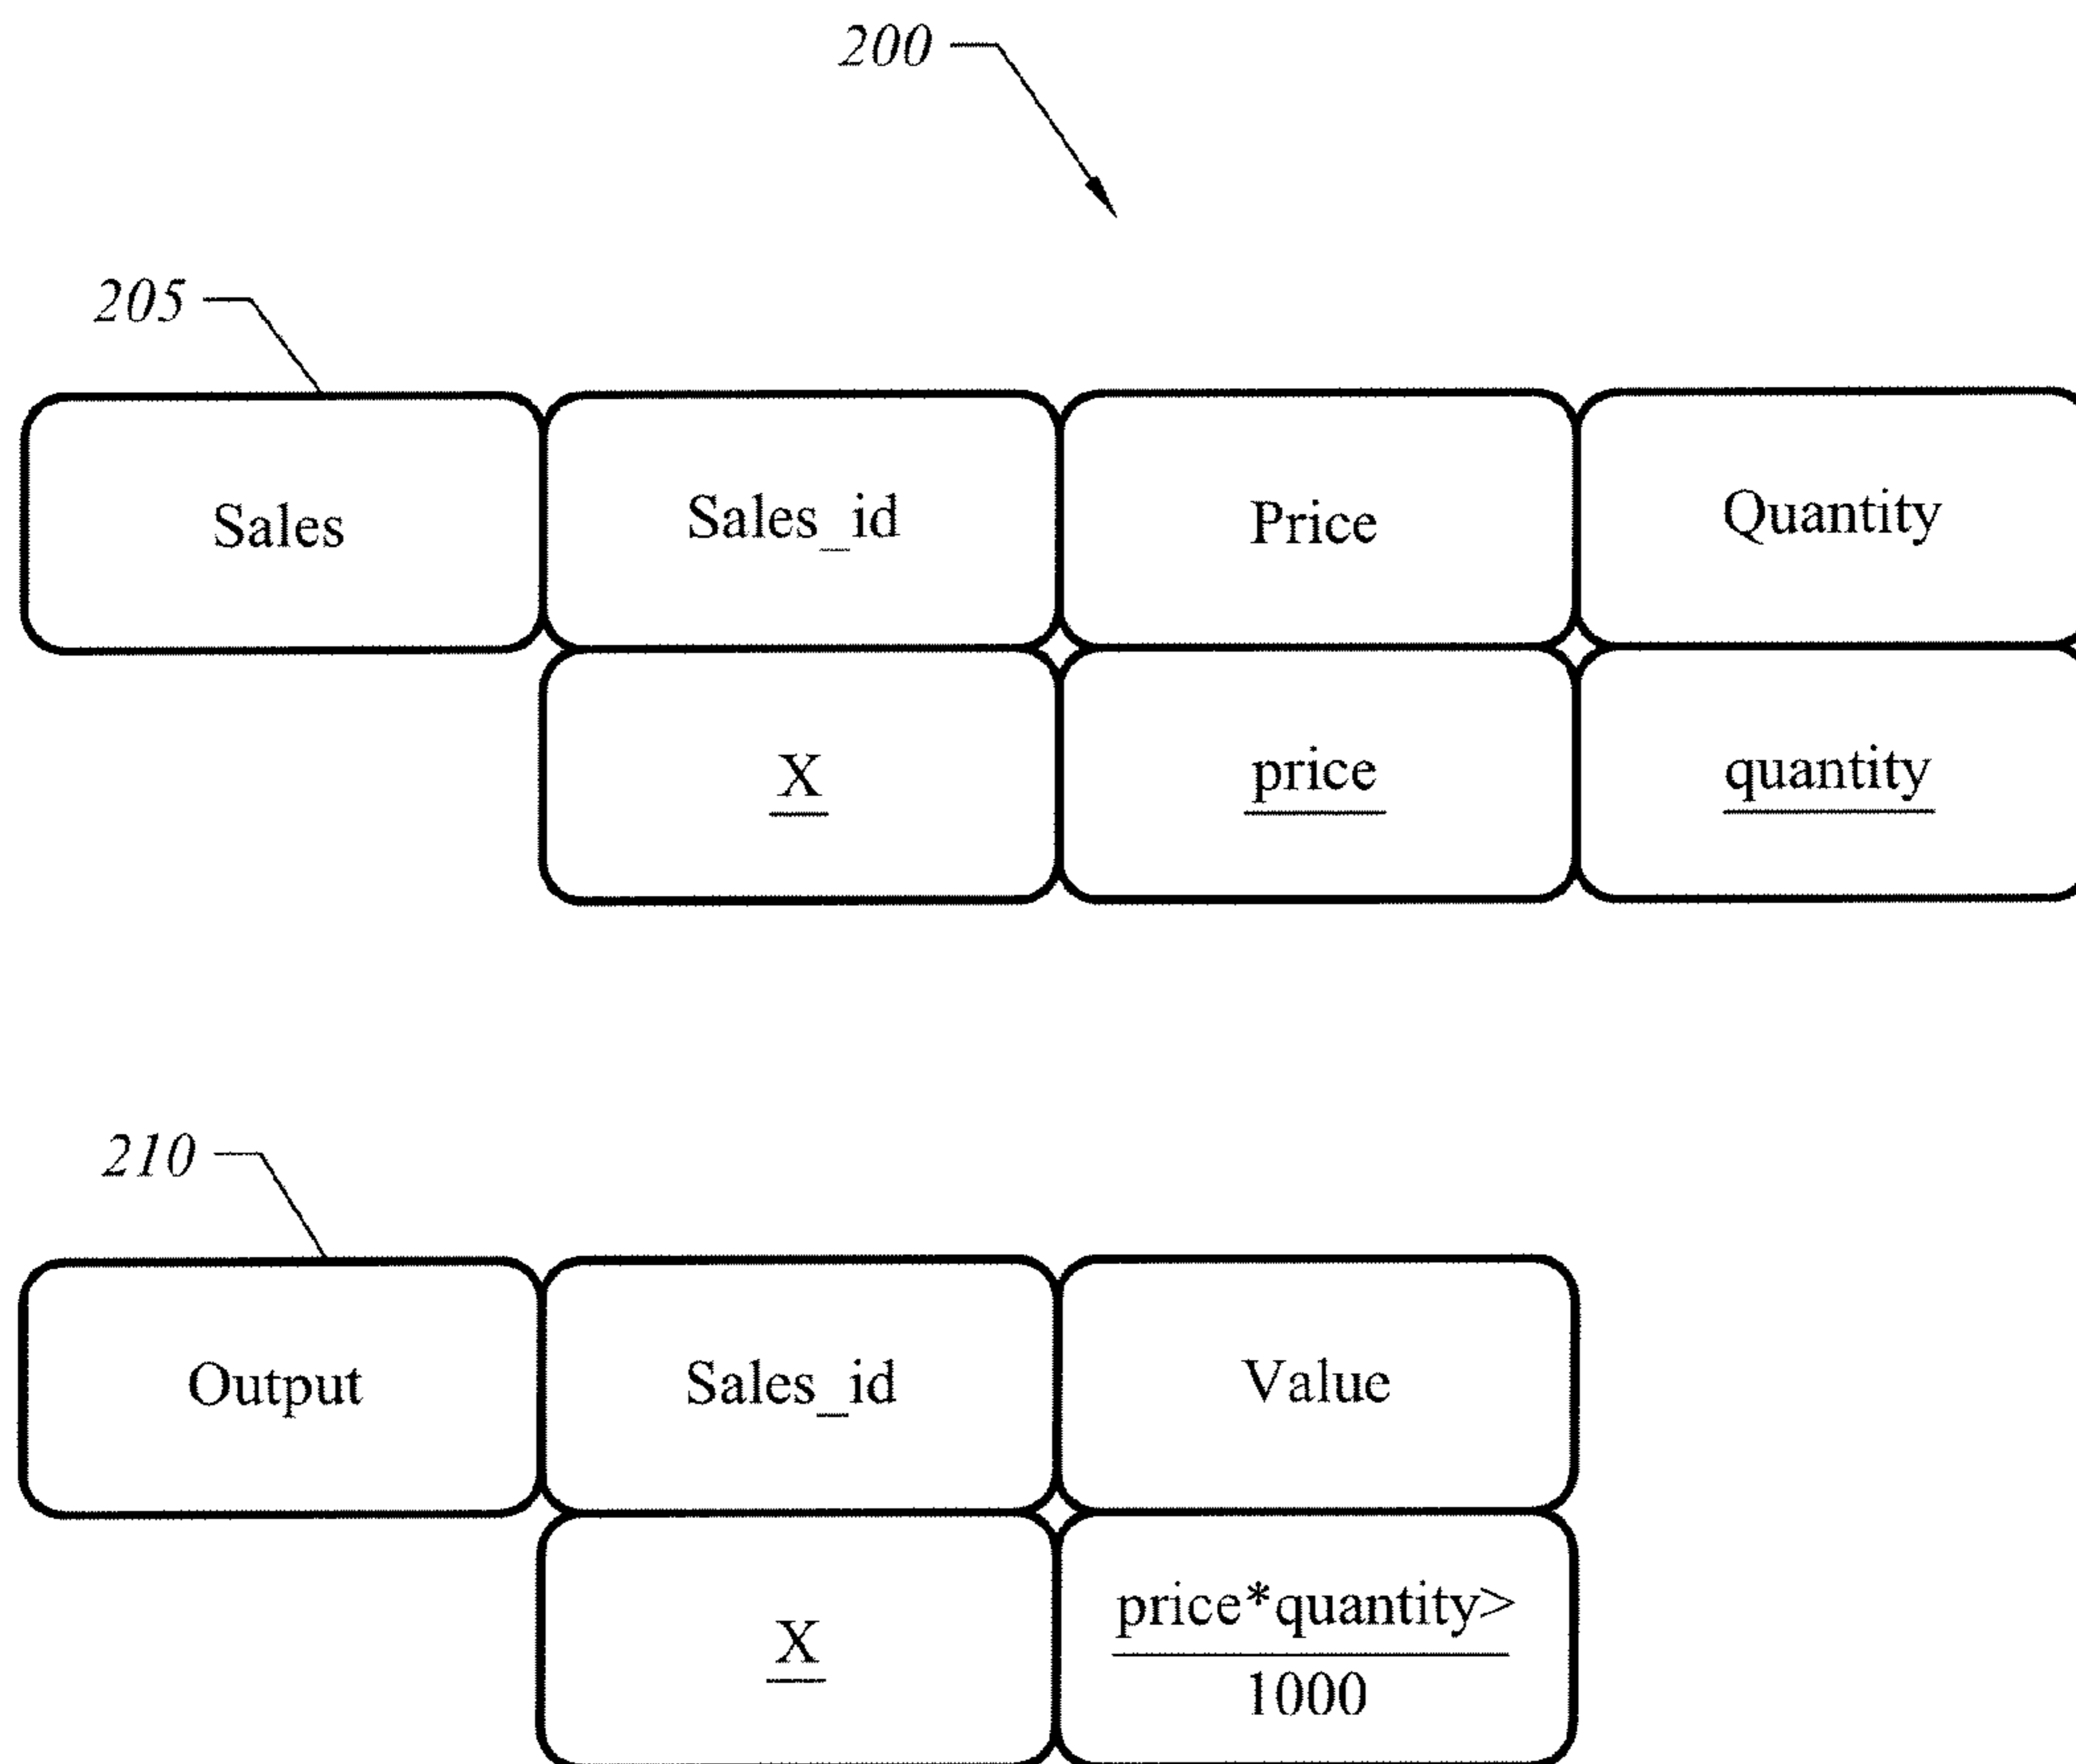 200
205
Sales Sales_id Price Quantity
X price quantity
210
Output Sales_id Value
X price*quantity>
1000